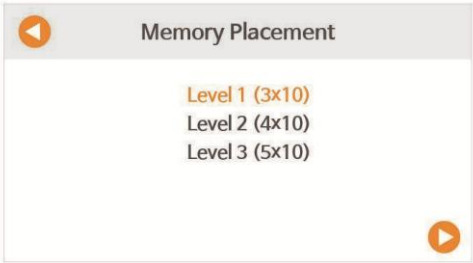 Memory Placement
Level 1 (3x10)
Level 2 (4x10)
Level 3 (5x10)